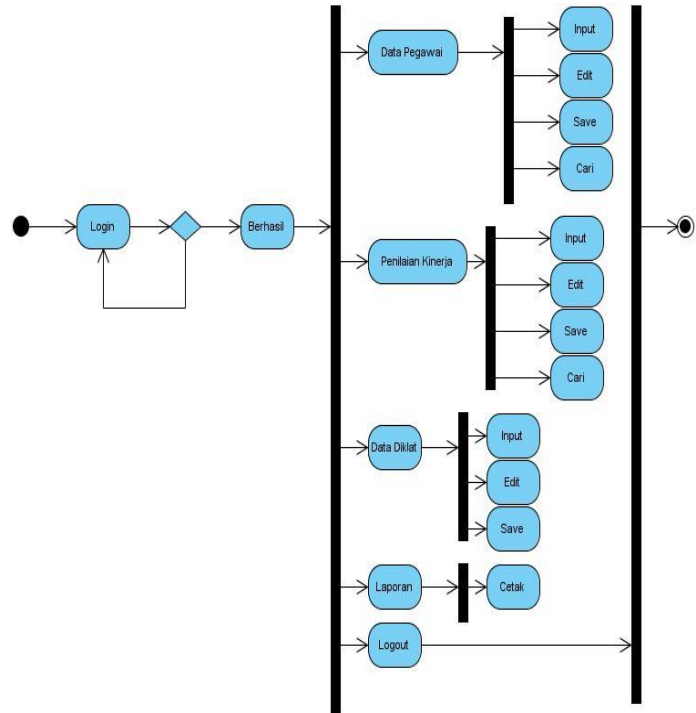 Login
Berhasil
Data Pegawai
Input
Edit
Save
Cari
Penilaian Kinerja
Input
Edit
Save
Cari
Data Diklat
Input
Edit
Save
Laporan
Cetak
Logout